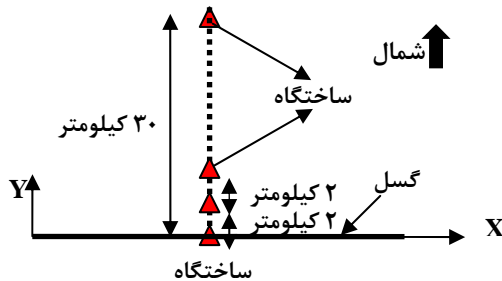 شمال
ساختگاه
۳۰ کیلومتر
Y
۲ کیلومتر
گسل
۲ کیلومتر
X
ساختگاه